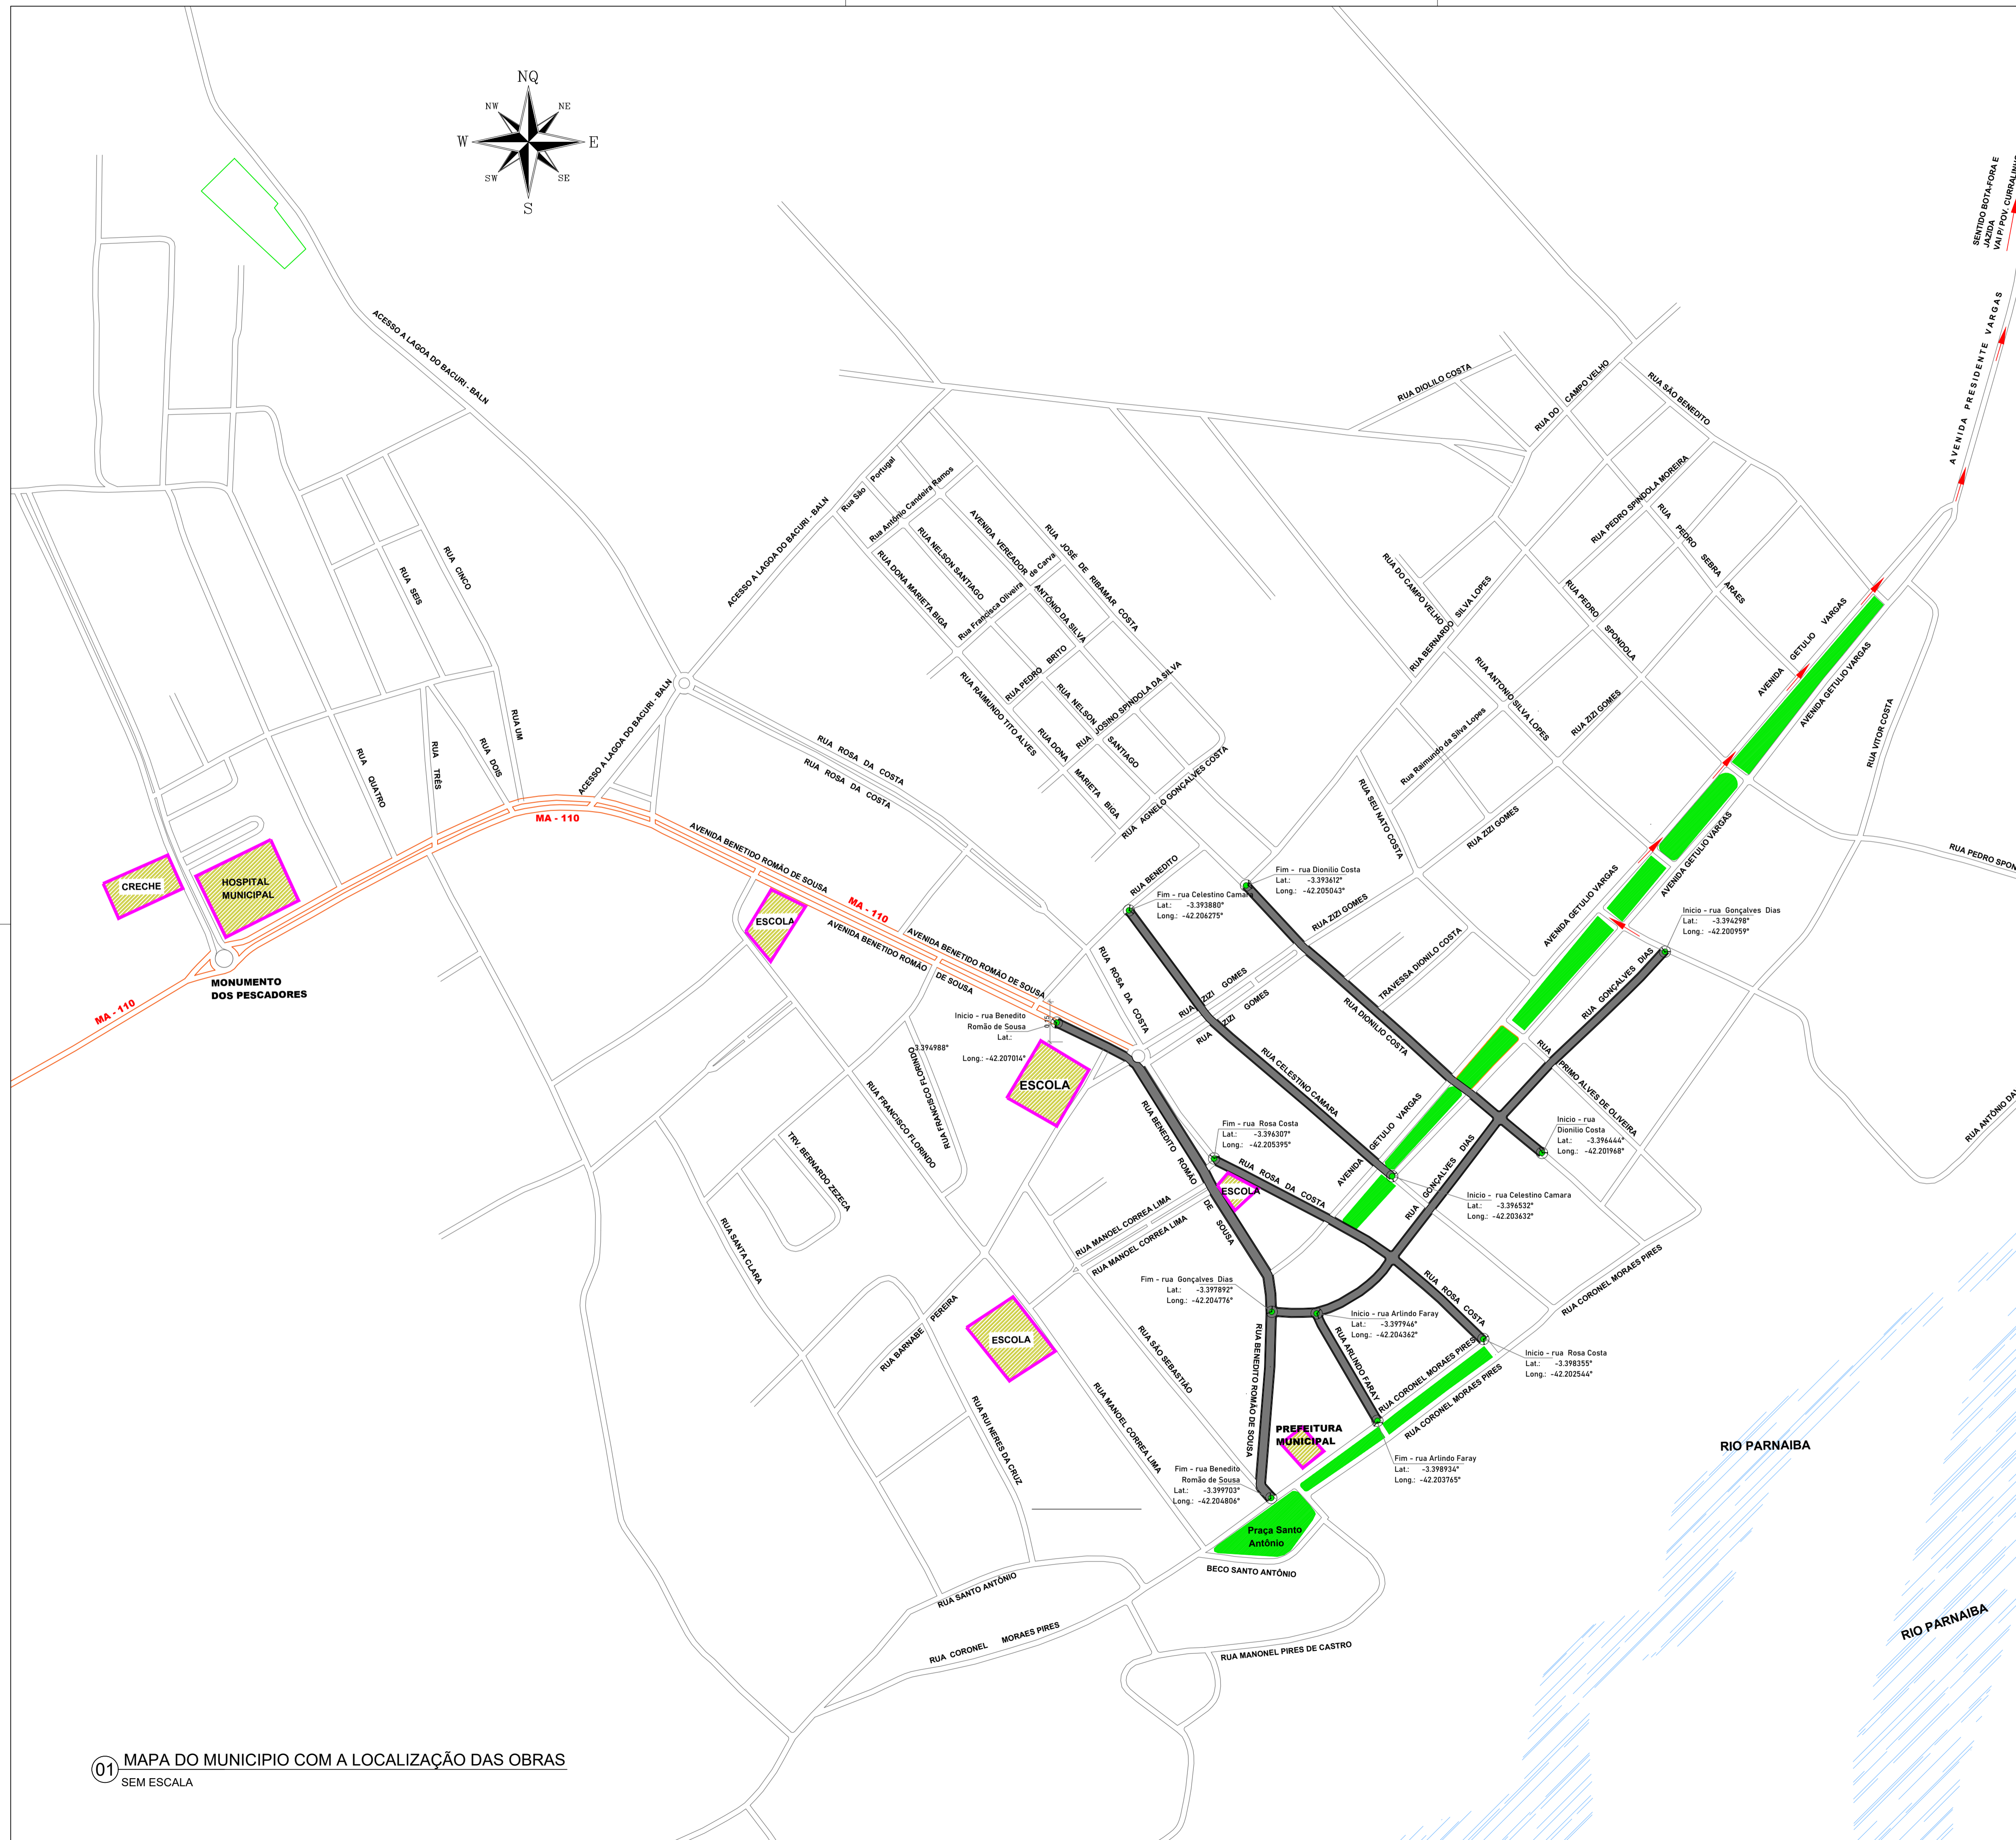 NQ
NW
NE
W
E
SW
SE
S
SENTIDO BOTA-FORA E
JAZIDA
VAI P/ POV. CURRALINHO
AVENIDA PRESIDENTE VARGAS
ACESSO A LAGOA DO BACURI - BALN
RUA DIOLILO COSTA
RUA DO CAMPO VELHO
RUA SÃO BENEDITO
RUA PEDRO SPINDOLA MOREIRA
RUA PEDRO SEBRA ARAES
Rua São Portugal
Rua Antônio Candeira Ramos
ACESSO A LAGOA DO BACURI - BALN
AVENIDA VEREADOR ANTÔNIO DA SILVA
RUA JOSÉ DE RIBAMAR COSTA
RUA NELSON SANTIAGO
RUA DONA MARIETA BIGA
Rua Francisca Oliveira de Carva
RUA CINCO
RUA SEIS
RUA DO CAMPO VELHO
RUA BERNARDO SILVA LOPES
RUA PEDRO SPONDOLA
RUA PEDRO BRITO
RUA RAIMUNDO TITO ALVES
RUA NELSON SANTIAGO
RUA JOSINO SPINDOLA DA SILVA
RUA DONA MARIETA BIGA
RUA AGNELO GONÇALVES COSTA
RUA ANTONIO SILVA LOPES
RUA ZIZI GOMES
Rua Raimundo da Silva Lopes
AVENIDA GETULIO VARGAS
AVENIDA GETULIO VARGAS
RUA VITOR COSTA
RUA UM
RUA DOIS
RUA TRÊS
RUA QUATRO
ACESSO A LAGOA DO BACURI - BALN
RUA ROSA DA COSTA
RUA ROSA DA COSTA
MA - 110
RUA SEU NATO COSTA
RUA ZIZI GOMES
AVENIDA BENETIDO ROMÃO DE SOUSA
RUA PEDRO SPON
AVENIDA GETULIO VARGAS
AVENIDA GETULIO VARGAS
CRECHE
HOSPITAL
MUNICIPAL
ESCOLA
MA - 110
RUA BENEDITO
Fim - rua Dionilio Costa
Lat.: -3.393612°
Long.: -42.205043°
Fim - rua Celestino Camara
Lat.: -3.393880°
Long.: -42.206275°
RUA ZIZI GOMES
Inicio - rua Gonçalves Dias
Lat.: -3.394298°
Long.: -42.200959°
AVENIDA BENETIDO ROMÃO DE SOUSA
AVENIDA BENETIDO ROMÃO DE SOUSA
RUA ROSA DA COSTA
TRAVESSA DIONILO COSTA
RUA GONÇALVES DIAS
MONUMENTO
DOS PESCADORES
MA - 110
RUA ZIZI GOMES
RUA ZIZI GOMES
RUA DIONILIO COSTA
Inicio - rua Benedito
Romão de Sousa
Lat.:
-3.394988°
Long.: -42.207014°
0.75
ESCOLA
RUA FRANCISCO FLORINDO
RUA FRANCISCO FLORINDO
RUA CELESTINO CAMARA
RUA PRIMO ALVES DE OLIVEIRA
RUA ANTÔNIO DA
AVENIDA GETULIO VARGAS
Fim - rua Rosa Costa
Lat.: -3.396307°
Long.: -42.205395°
Inicio - rua
Dionilio Costa
Lat.: -3.396444°
Long.: -42.201968°
TRV. BERNARDO ZEZECA
RUA BENEDITO ROMÃO DE SOUSA
RUA ROSA DA COSTA
ESCOLA
RUA GONÇALVES DIAS
Inicio - rua Celestino Camara
Lat.: -3.396532°
Long.: -42.203632°
RUA SANTA CLARA
RUA MANOEL CORREA LIMA
RUA MANOEL CORREA LIMA
Fim - rua Gonçalves Dias
Lat.: -3.397892°
Long.: -42.204776°
RUA ROSA COSTA
RUA CORONEL MORAES PIRES
Inicio - rua Arlindo Faray
Lat.: -3.397946°
Long.: -42.204362°
ESCOLA
RUA BARNABE PEREIRA
RUA SÃO SEBASTIÃO
RUA BENEDITO ROMÃO DE SOUSA
RUA ARLINDO FARAY
RUA CORONEL MORAES PIRES
RUA CORONEL MORAES PIRES
Inicio - rua Rosa Costa
Lat.: -3.398355°
Long.: -42.202544°
RUA RUI NERES DA CRUZ
RUA MANOEL CORREA LIMA
PREFEITURA
MUNICIPAL
RIO PARNAIBA
Fim - rua Arlindo Faray
Lat.: -3.398934°
Long.: -42.203765°
Fim - rua Benedito
Romão de Sousa
Lat.: -3.399703°
Long.: -42.204806°
Praça Santo
Antônio
BECO SANTO ANTÔNIO
RUA SANTO ANTÔNIO
RUA CORONEL MORAES PIRES
RUA MANONEL PIRES DE CASTRO
RIO PARNAIBA
01
MAPA DO MUNICIPIO COM A LOCALIZAÇÃO DAS OBRAS
SEM ESCALA